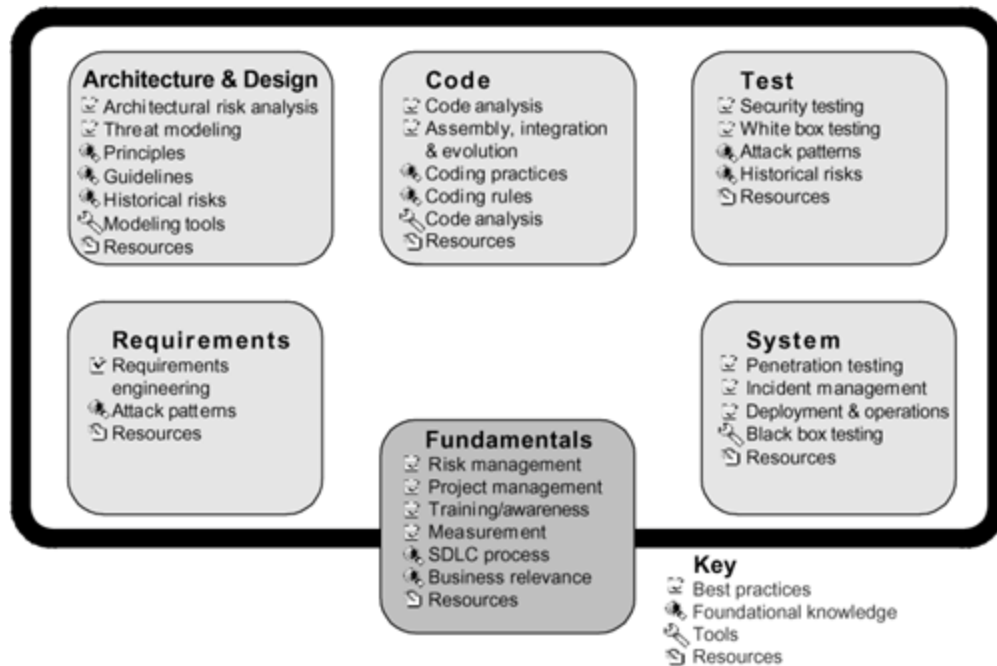 Architecture & Design
Architectural risk analysis
Threat modeling
Principles
Guidelines
Historical risks
Modeling tools
Resources
Code
Code analysis
Assembly, integration
& evolution
Coding practices
Coding rules
Code analysis
Resources
Test
Security testing
White box testing
Attack patterns
Historical risks
Resources
Requirements
Requirements
engineering
Attack patterns
Resources
Fundamentals
Risk management
Project management
Training/awareness
Measurement
SDLC process
Business relevance
Resources
System
Penetration testing
Incident management
Deployment & operations
Black box testing
Resources
Key
Best practices
Foundational knowledge
Tools
Resources